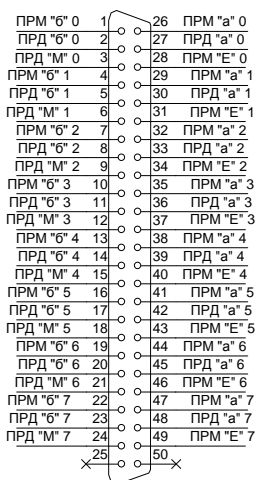 ПРМ "б" 0 1 26 ПРМ "а" 0
ПРД "б" 0 2 27 ПРД "а" 0
ПРД "М" 0 3 28 ПРМ "Е" 0
ПРМ "б" 1 4 29 ПРМ "а" 1
ПРД "б" 1 5 30 ПРД "а" 1
ПРД "М" 1 6 31 ПРМ "Е" 1
ПРМ "б" 2 7 32 ПРМ "а" 2
ПРД "б" 2 8 33 ПРД "а" 2
ПРД "М" 2 9 34 ПРМ "Е" 2
ПРМ "б" 3 10 35 ПРМ "а" 3
ПРД "б" 3 11 36 ПРД "а" 3
ПРД "М" 3 12 37 ПРМ "Е" 3
ПРМ "б" 4 13 38 ПРМ "а" 4
ПРД "б" 4 14 39 ПРД "а" 4
ПРД "М" 4 15 40 ПРМ "Е" 4
ПРМ "б" 5 16 41 ПРМ "а" 5
ПРД "б" 5 17 42 ПРД "а" 5
ПРД "М" 5 18 43 ПРМ "Е" 5
ПРМ "б" 6 19 44 ПРМ "а" 6
ПРД "б" 6 20 45 ПРД "а" 6
ПРД "М" 6 21 46 ПРМ "Е" 6
ПРМ "б" 7 22 47 ПРМ "а" 7
ПРД "б" 7 23 48 ПРД "а" 7
ПРД "М" 7 24 49 ПРМ "Е" 7
25 50